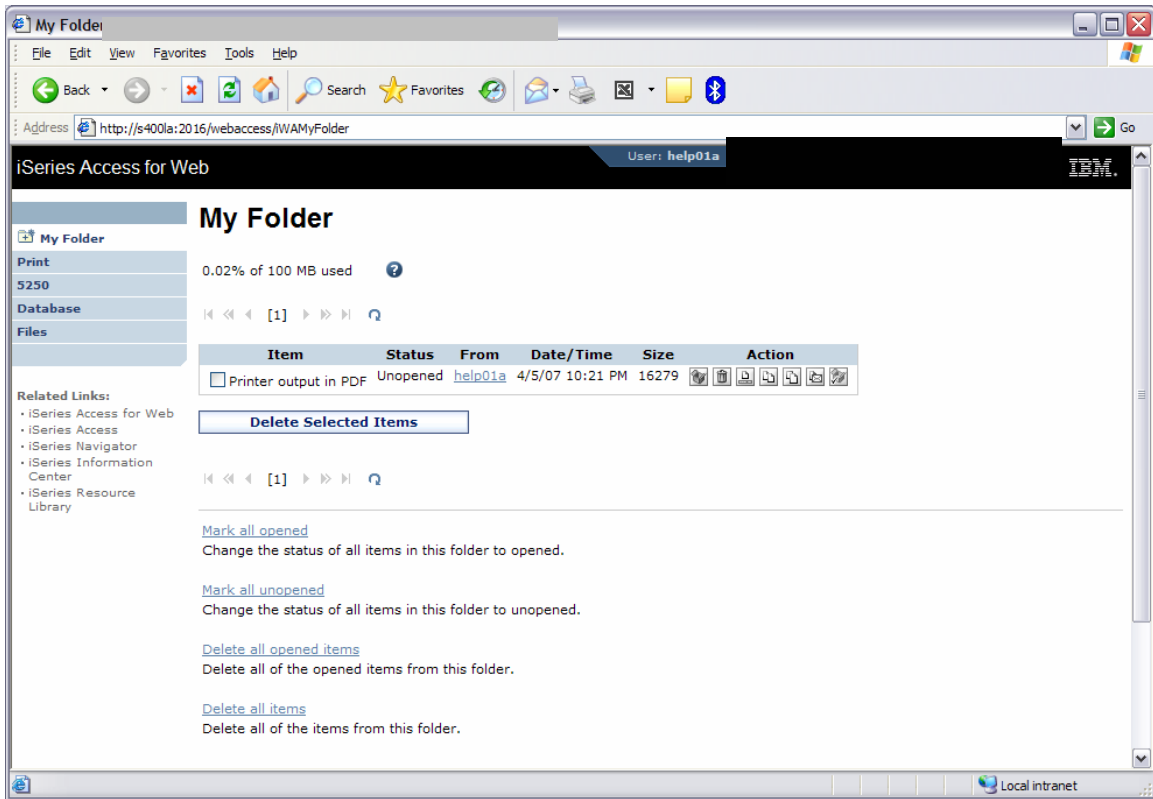 My Folder
File Edit View Favorites Tools Help
Back Search Favorites
Address http://s400la:2016/webaccess/iWAMyFolder Go
iSeries Access for Web
User: help01a
IBM.
My Folder
Print
5250
Database
Files
Related Links:
• iSeries Access for Web
• iSeries Access
• iSeries Navigator
• iSeries Information
Center
• iSeries Resource
Library
My Folder
0.02% of 100 MB used ?
[1]
Item Status From Date/Time Size Action
Printer output in PDF Unopened help01a 4/5/07 10:21 PM 16279
Delete Selected Items
[1]
Mark all opened
Change the status of all items in this folder to opened.
Mark all unopened
Change the status of all items in this folder to unopened.
Delete all opened items
Delete all of the opened items from this folder.
Delete all items
Delete all of the items from this folder.
Local intranet